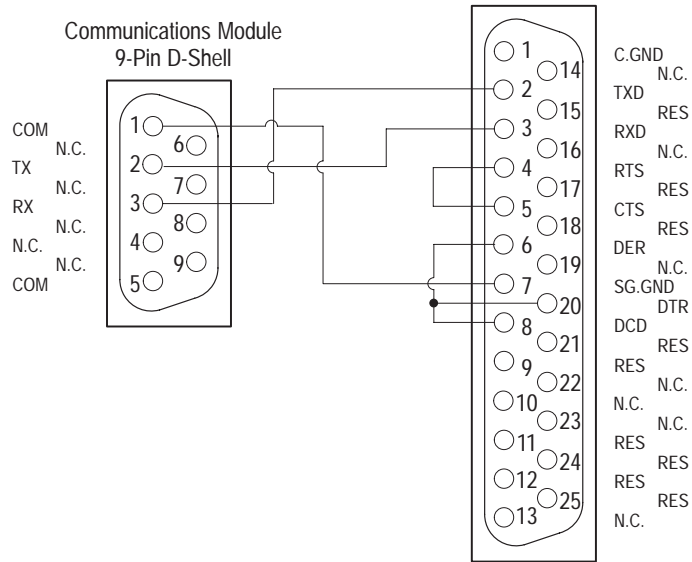 Communications Module
9-Pin D-Shell
COM
N.C.
TX
N.C.
RX
N.C.
N.C.
N.C.
COM
1
6
2
7
3
8
4
9
5
1
14
2
15
3
16
4
17
5
18
6
19
7
20
8
21
9
22
10
23
11
24
12
25
13
C.GND
N.C.
TXD
RES
RXD
N.C.
RTS
RES
CTS
RES
DER
N.C.
SG.GND
DTR
DCD
RES
RES
N.C.
N.C.
N.C.
RES
RES
RES
RES
N.C.